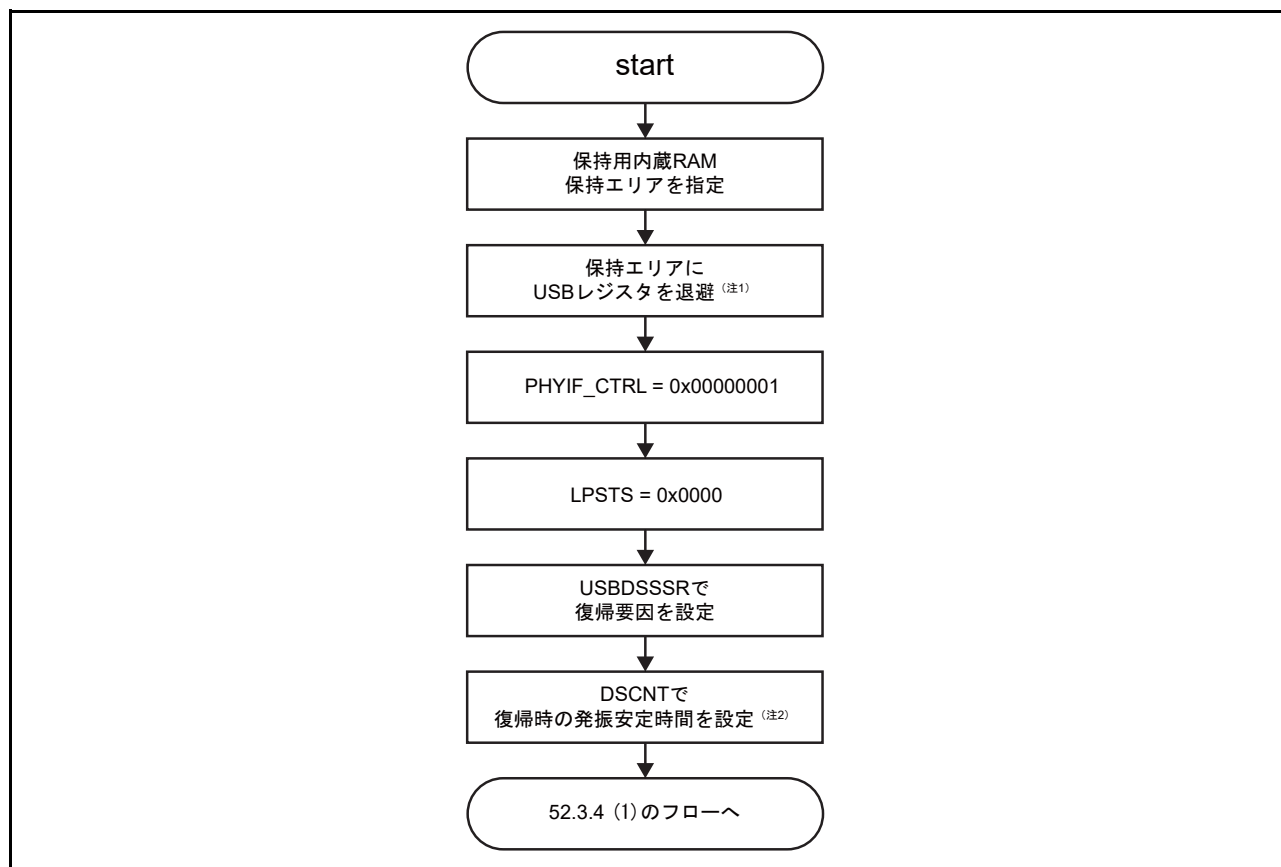 start
保持用内蔵RAM
保持エリアを指定
保持エリアに
USBレジスタを退避（注1）
PHYIF_CTRL = 0x00000001
LPSTS = 0x0000
USBDSSSRで
復帰要因を設定
DSCNTで
復帰時の発振安定時間を設定（注2）
52.3.4 (1)のフローへ